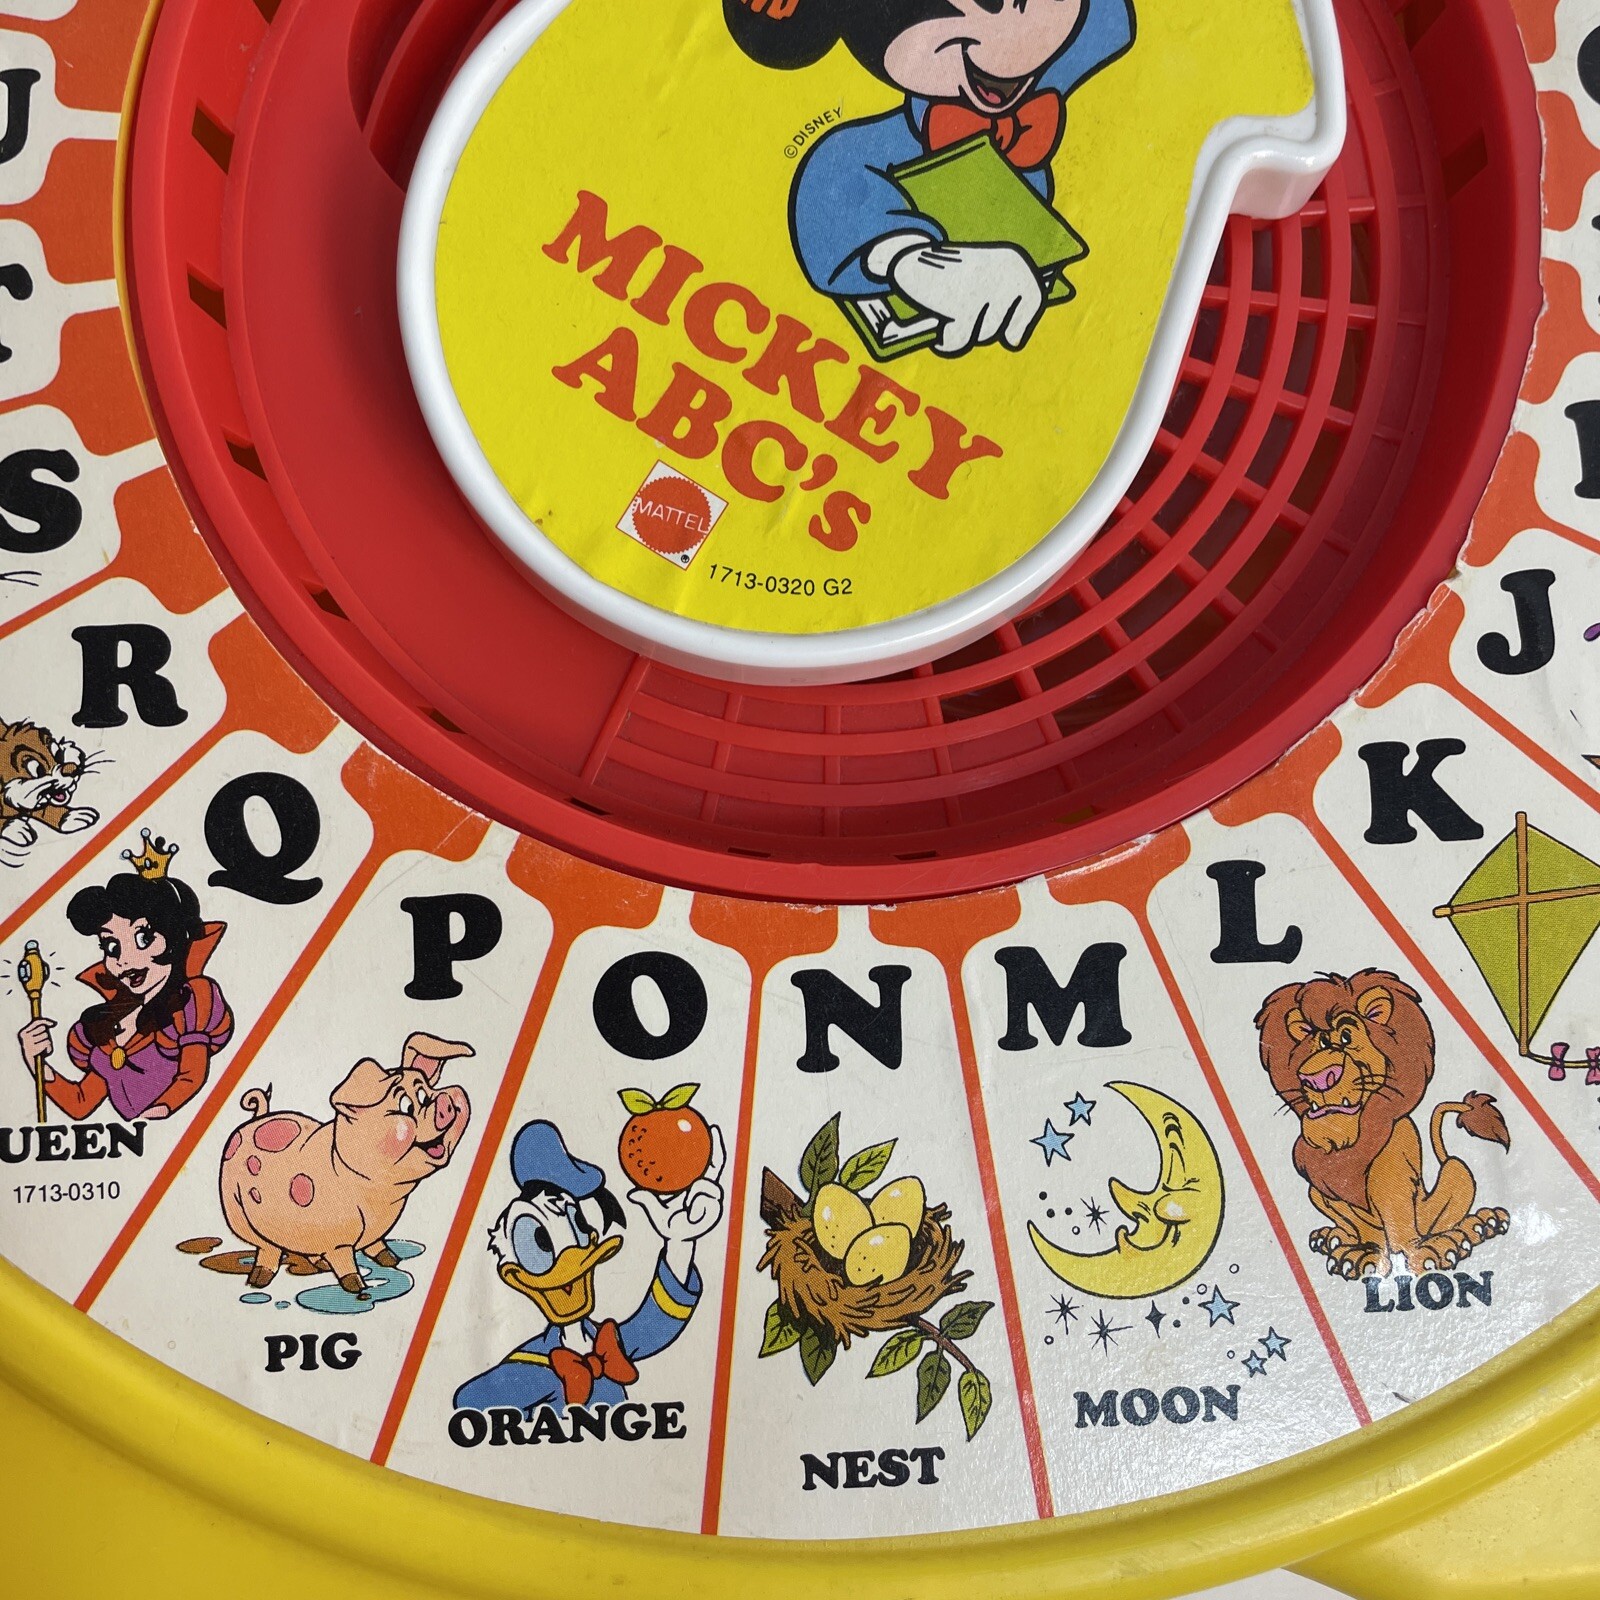 ©DISNEY
MICKEY
ABC's
MATTEL
®
1713-0320 G2
U
T
S
R
Q
UEEN
1713-0310
P
PIG
O
ORANGE
N
NEST
M
MOON
L
LION
K
J